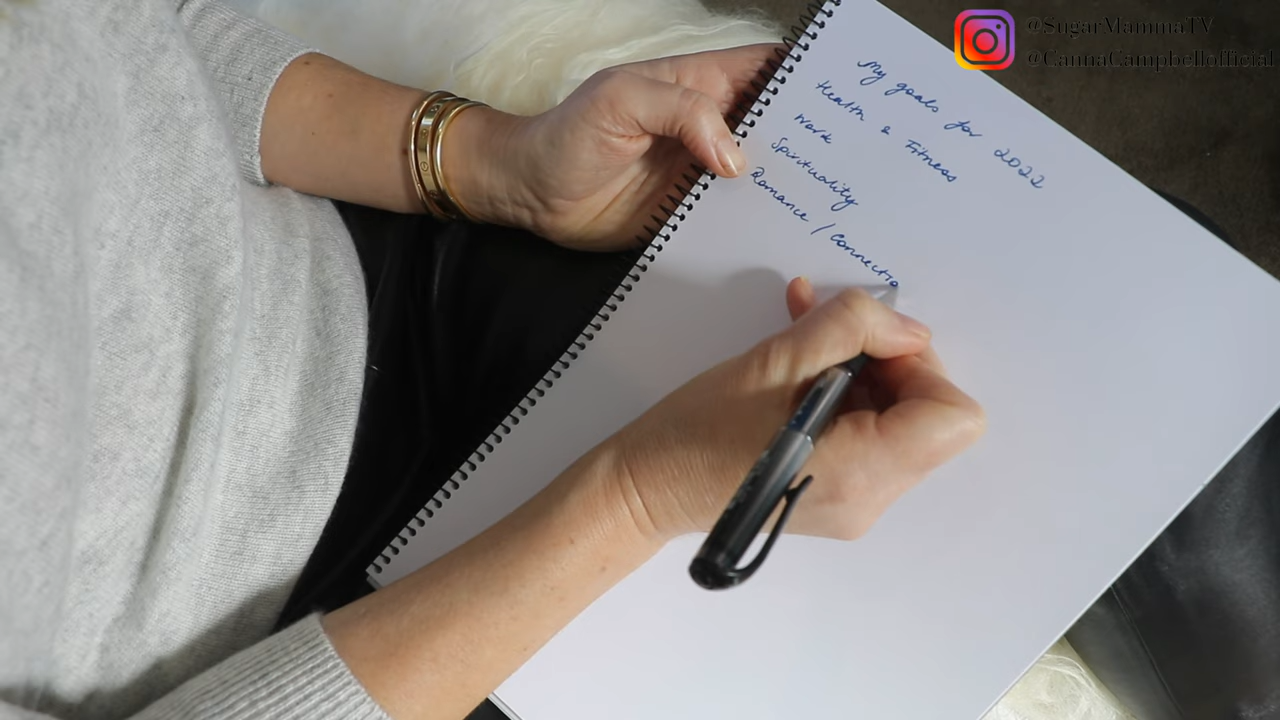 @SugarMammaTV
@CannaCampbellofficial
My goals for 2022
Health & Fitness
Work
Spirituality
Romance / Connectio